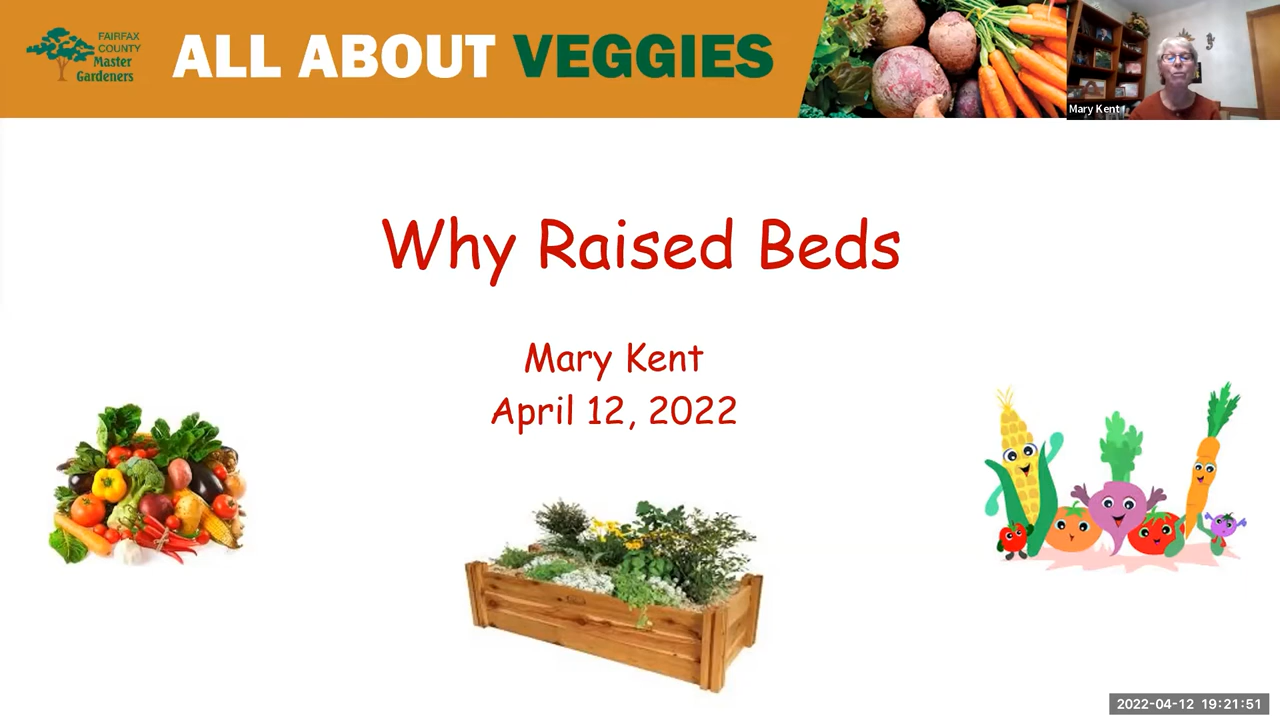 FAIRFAX
COUNTY
Master
Gardeners
ALL ABOUT VEGGIES
Mary Kent
Why Raised Beds
Mary Kent
April 12, 2022
2022-04-12 19:21:51